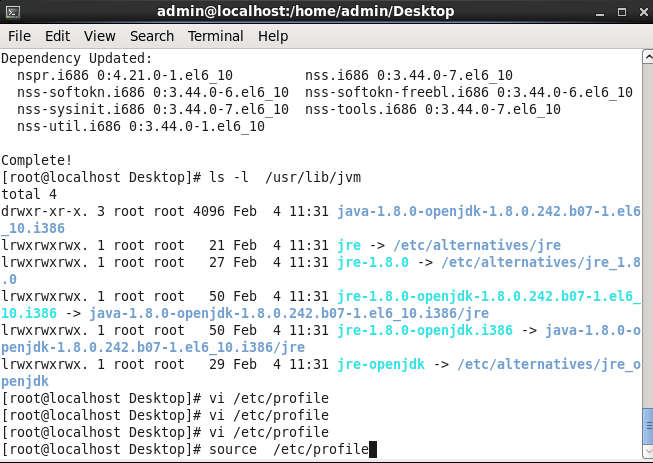 admin@localhost:/home/admin/Desktop
File Edit View Search Terminal Help
Dependency Updated:
  nspr.i686 0:4.21.0-1.el6_10         nss.i686 0:3.44.0-7.el6_10
  nss-softokn.i686 0:3.44.0-6.el6_10  nss-softokn-freebl.i686 0:3.44.0-6.el6_10
  nss-sysinit.i686 0:3.44.0-7.el6_10  nss-tools.i686 0:3.44.0-7.el6_10
  nss-util.i686 0:3.44.0-1.el6_10

Complete!
[root@localhost Desktop]# ls -l  /usr/lib/jvm
total 4
drwxr-xr-x. 3 root root 4096 Feb  4 11:31 java-1.8.0-openjdk-1.8.0.242.b07-1.el6
_10.i386
lrwxrwxrwx. 1 root root   21 Feb  4 11:31 jre -> /etc/alternatives/jre
lrwxrwxrwx. 1 root root   27 Feb  4 11:31 jre-1.8.0 -> /etc/alternatives/jre_1.8
.0
lrwxrwxrwx. 1 root root   50 Feb  4 11:31 jre-1.8.0-openjdk-1.8.0.242.b07-1.el6_
10.i386 -> java-1.8.0-openjdk-1.8.0.242.b07-1.el6_10.i386/jre
lrwxrwxrwx. 1 root root   50 Feb  4 11:31 jre-1.8.0-openjdk.i386 -> java-1.8.0-o
penjdk-1.8.0.242.b07-1.el6_10.i386/jre
lrwxrwxrwx. 1 root root   29 Feb  4 11:31 jre-openjdk -> /etc/alternatives/jre_o
penjdk
[root@localhost Desktop]# vi /etc/profile
[root@localhost Desktop]# vi /etc/profile
[root@localhost Desktop]# vi /etc/profile
[root@localhost Desktop]# source  /etc/profile